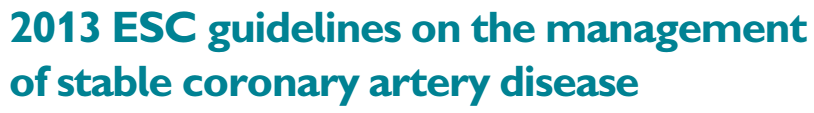 2013 ESC guidelines on the management
of stable coronary artery disease